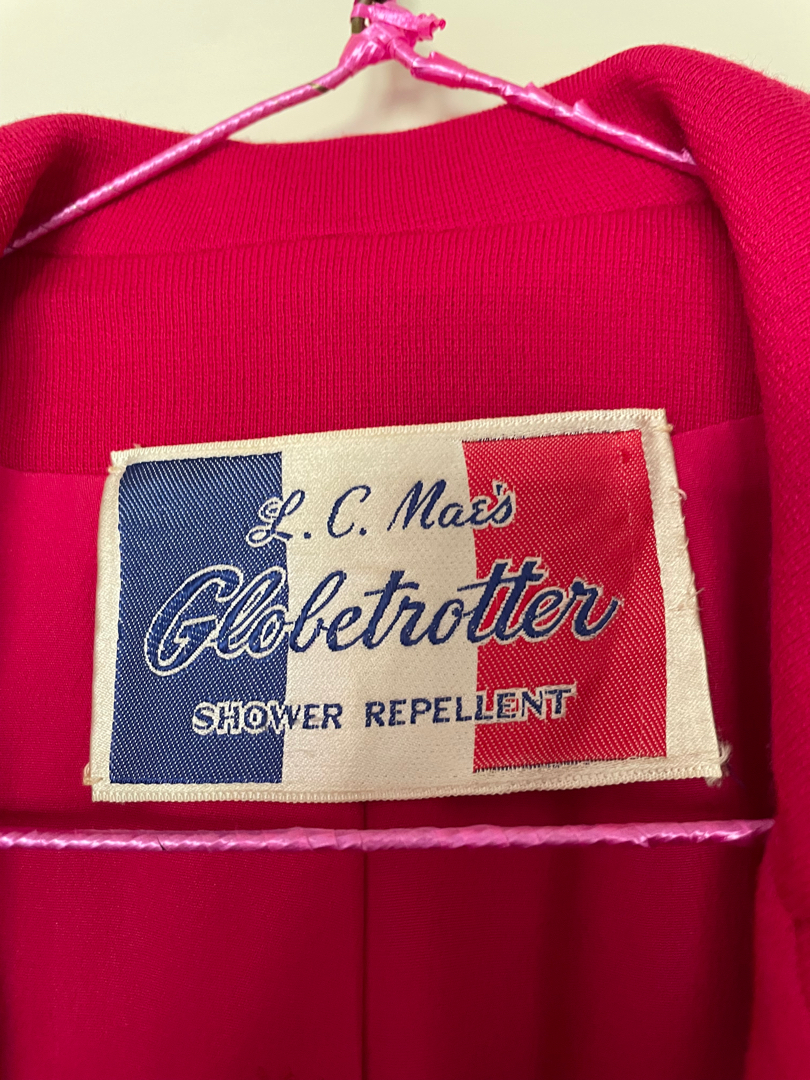 L. C. Mae's
Globetrotter
SHOWER REPELLENT